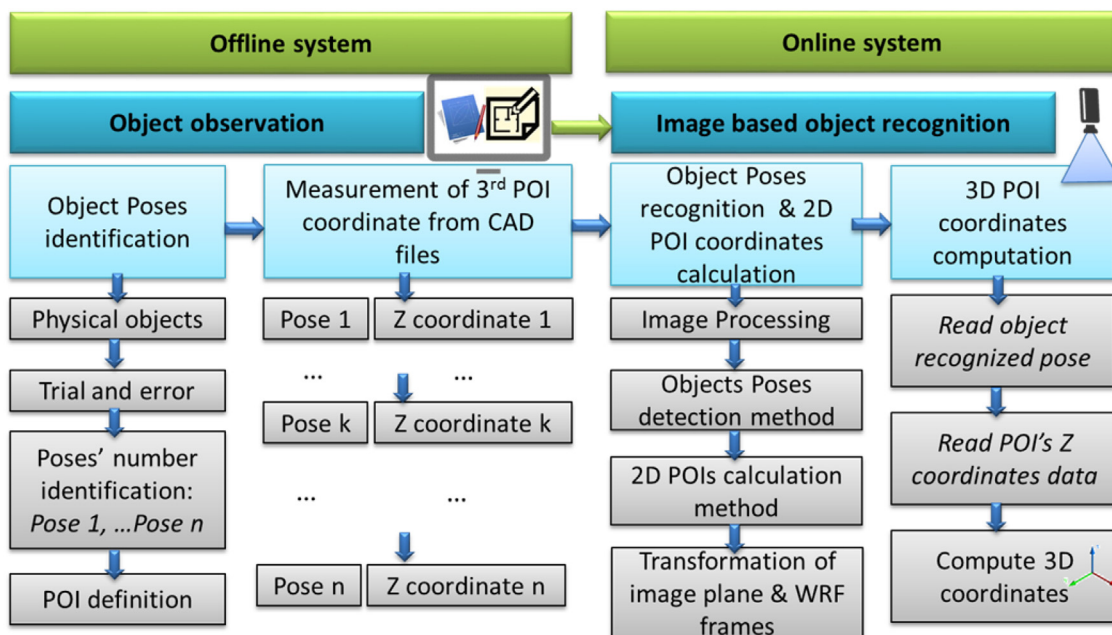 Offline system
Online system
Object observation
Image based object recognition
Object Poses
identification
Measurement of 3rd POI
coordinate from CAD
files
Object Poses
recognition & 2D
POI coordinates
calculation
3D POI
coordinates
computation
Physical objects
Trial and error
Poses' number
identification:
Pose 1, ...Pose n
POI definition
Pose 1
Z coordinate 1
... ...
Pose k
Z coordinate k
... ...
Pose n
Z coordinate n
Image Processing
Objects Poses
detection method
2D POIs calculation
method
Transformation of
image plane & WRF
frames
Read object
recognized pose
Read POI's Z
coordinates data
Compute 3D
coordinates